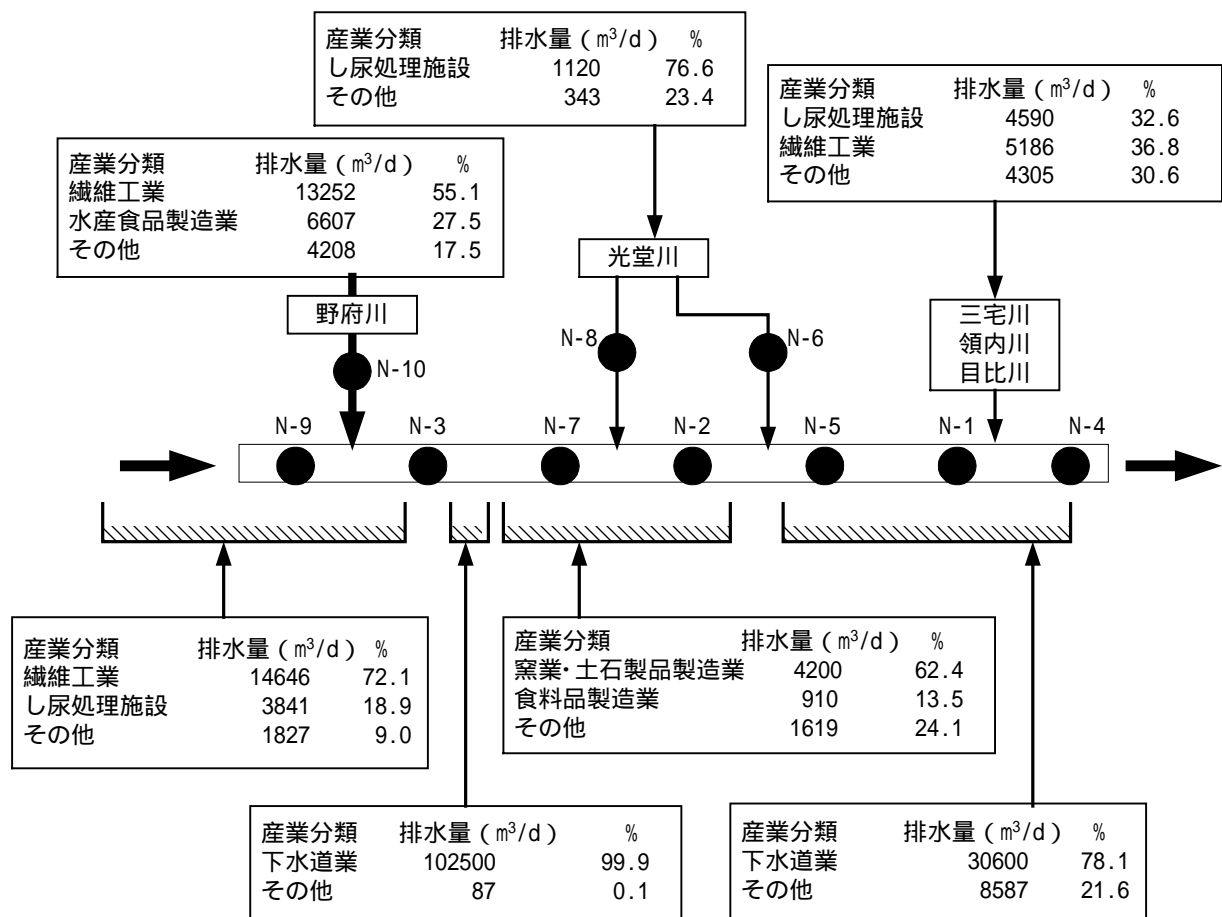 産業分類 排水量(m³/d) %
し尿処理施設 1120 76.6
その他 343 23.4
産業分類 排水量(m³/d) %
し尿処理施設 4590 32.6
繊維工業 5186 36.8
その他 4305 30.6
産業分類 排水量(m³/d) %
繊維工業 13252 55.1
水産食品製造業 6607 27.5
その他 4208 17.5
光堂川
野府川
三宅川
領内川
目比川
N-8
N-6
N-10
N-9 N-3 N-7 N-2 N-5 N-1 N-4
産業分類 排水量(m³/d) %
繊維工業 14646 72.1
し尿処理施設 3841 18.9
その他 1827 9.0
産業分類 排水量(m³/d) %
窯業・土石製品製造業 4200 62.4
食料品製造業 910 13.5
その他 1619 24.1
産業分類 排水量(m³/d) %
下水道業 102500 99.9
その他 87 0.1
産業分類 排水量(m³/d) %
下水道業 30600 78.1
その他 8587 21.6